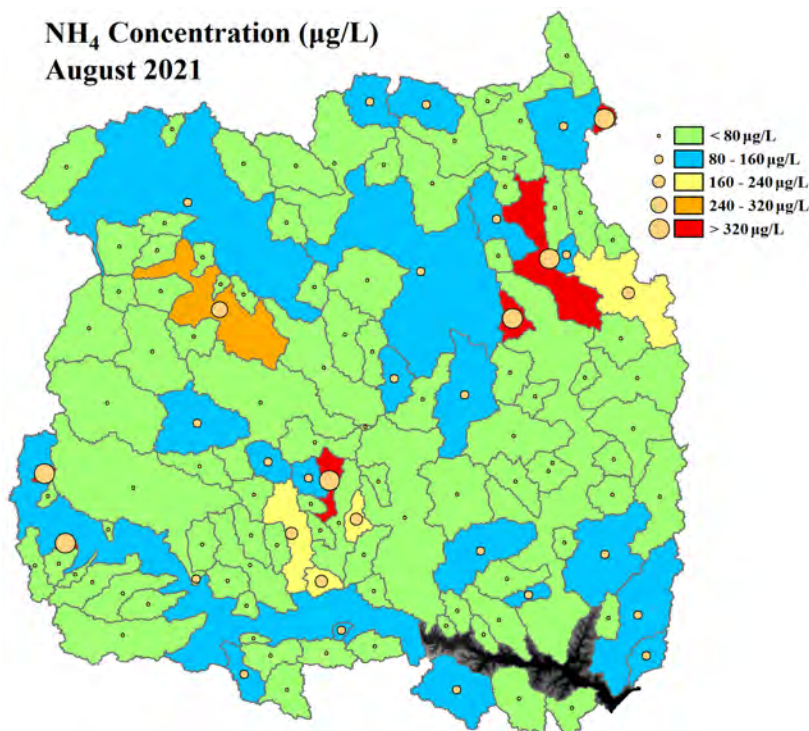 NH₄ Concentration (µg/L)
August 2021
< 80 µg/L
80 - 160 µg/L
160 - 240 µg/L
240 - 320 µg/L
> 320 µg/L